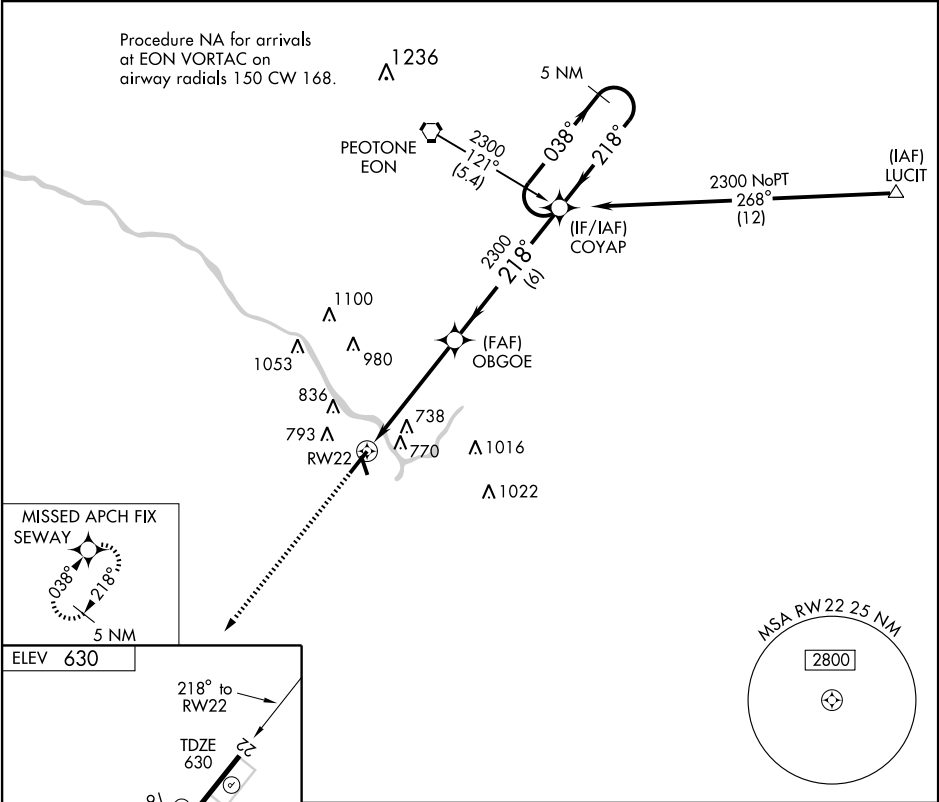 Procedure NA for arrivals
at EON VORTAC on
airway radials 150 CW 168.
1236
5 NM
PEOTONE
EON
2300
121°
(5.4)
038°
218°
(IAF)
LUCIT
2300 NoPT
268°
(12)
(IF/IAF)
COYAP
2300
218°
(6)
1100
(FAF)
OBGOE
1053
980
836
738
793
770
1016
RW22
1022
MISSED APCH FIX
SEWAY
038°
218°
5 NM
ELEV 630
218° to
RW22
TDZE
630
22
P
MSA RW22 25 NM
2800